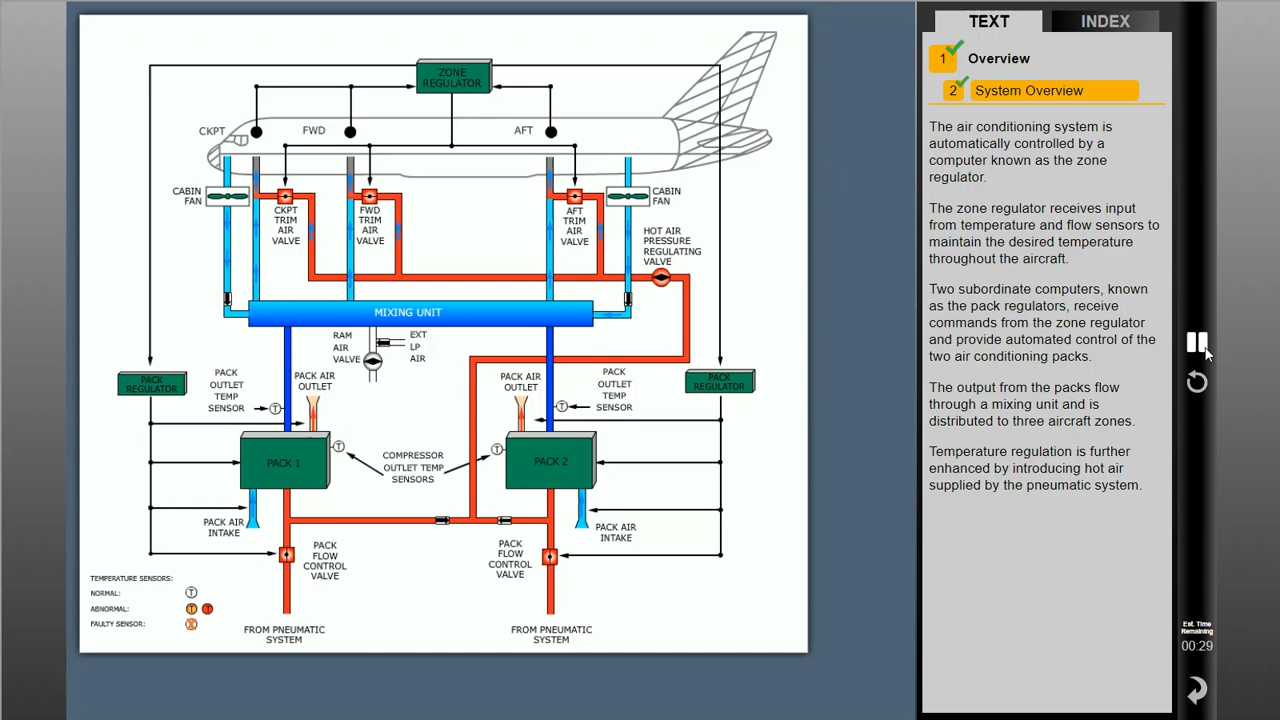 ZONE
REGULATOR
CKPT
FWD
AFT
CABIN
FAN
CKPT
TRIM
AIR
VALVE
FWD
TRIM
AIR
VALVE
AFT
TRIM
AIR
VALVE
CABIN
FAN
HOT AIR
PRESSURE
REGULATING
VALVE
MIXING UNIT
RAM
AIR
VALVE
EXT
LP
AIR
PACK
REGULATOR
PACK
OUTLET
TEMP
SENSOR
T
PACK AIR
OUTLET
PACK AIR
OUTLET
T
PACK
OUTLET
TEMP
SENSOR
PACK
REGULATOR
PACK 1
T
COMPRESSOR
OUTLET TEMP
SENSORS
T
PACK 2
PACK AIR
INTAKE
PACK AIR
INTAKE
PACK
FLOW
CONTROL
VALVE
PACK
FLOW
CONTROL
VALVE
TEMPERATURE SENSORS:
NORMAL: T
ABNORMAL: T T
FAULTY SENSOR:
FROM PNEUMATIC
SYSTEM
FROM PNEUMATIC
SYSTEM
TEXT
INDEX
1 Overview
2 System Overview
The air conditioning system is
automatically controlled by a
computer known as the zone
regulator.
The zone regulator receives input
from temperature and flow sensors to
maintain the desired temperature
throughout the aircraft.
Two subordinate computers, known
as the pack regulators, receive
commands from the zone regulator
and provide automated control of the
two air conditioning packs.
The output from the packs flow
through a mixing unit and is
distributed to three aircraft zones.
Temperature regulation is further
enhanced by introducing hot air
supplied by the pneumatic system.
Est. Time
Remaining
00:29